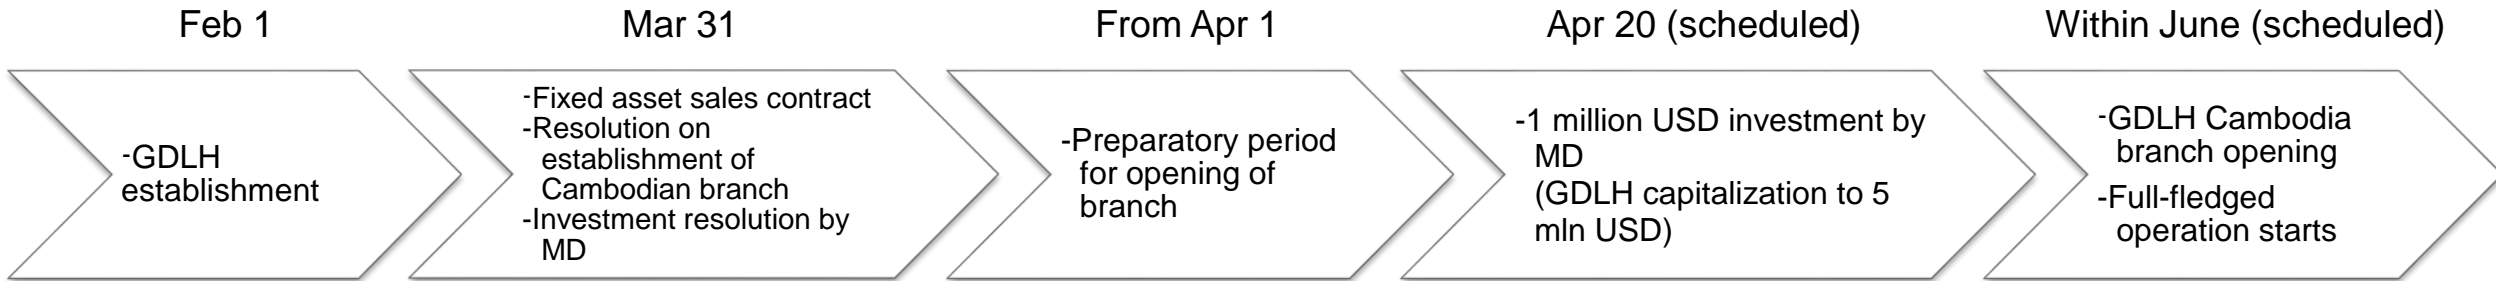 Feb 1
-GDLH
establishment
Mar 31
-Fixed asset sales contract
-Resolution on
establishment of
Cambodian branch
-Investment resolution by
MD
From Apr 1
-Preparatory period
for opening of
branch
Apr 20 (scheduled)
-1 million USD investment by
MD
(GDLH capitalization to 5
mln USD)
Within June (scheduled)
-GDLH Cambodia
branch opening
-Full-fledged
operation starts